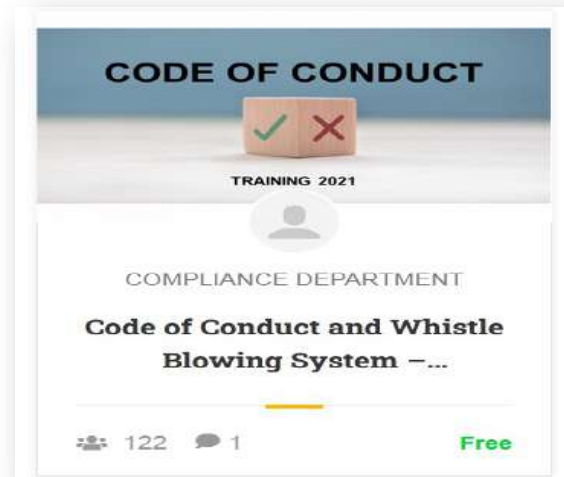 CODE OF CONDUCT
TRAINING 2021
COMPLIANCE DEPARTMENT
Code of Conduct and Whistle
Blowing System –...
122 1 Free